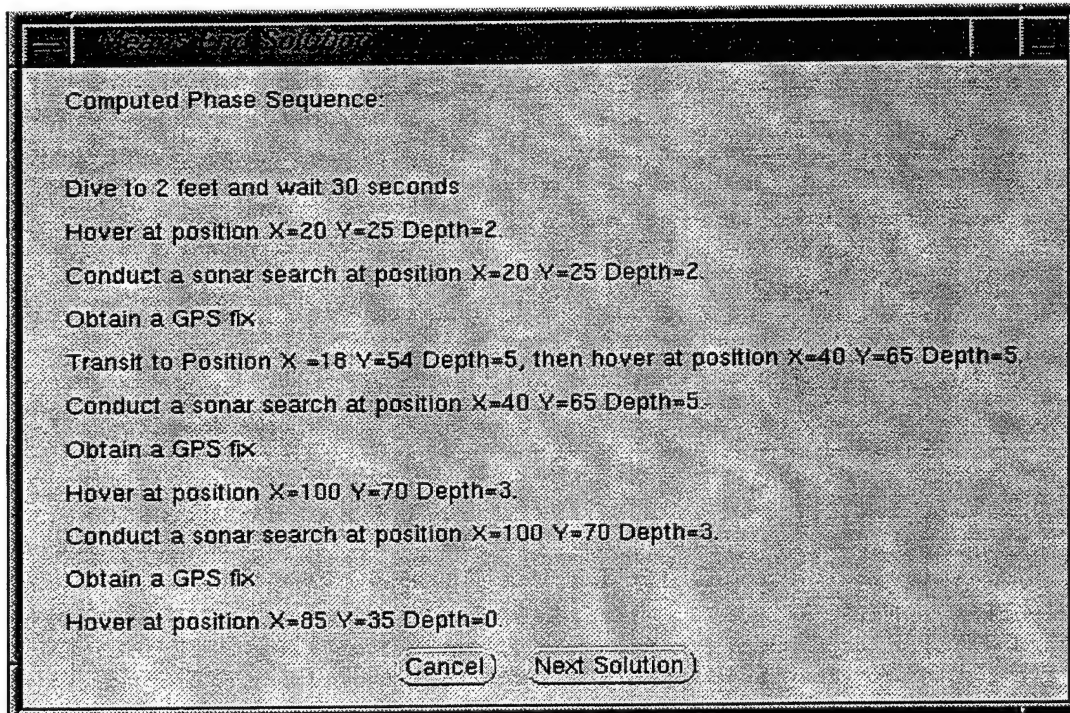 Computed Phase Sequence:
Dive to 2 feet and wait 30 seconds
Hover at position X=20 Y=25 Depth=2.
Conduct a sonar search at position X=20 Y=25 Depth=2.
Obtain a GPS fix
Transit to Position X =18 Y=54 Depth=5, then hover at position X=40 Y=65 Depth=5.
Conduct a sonar search at position X=40 Y=65 Depth=5.
Obtain a GPS fix
Hover at position X=100 Y=70 Depth=3.
Conduct a sonar search at position X=100 Y=70 Depth=3.
Obtain a GPS fix
Hover at position X=85 Y=35 Depth=0.
Cancel Next Solution